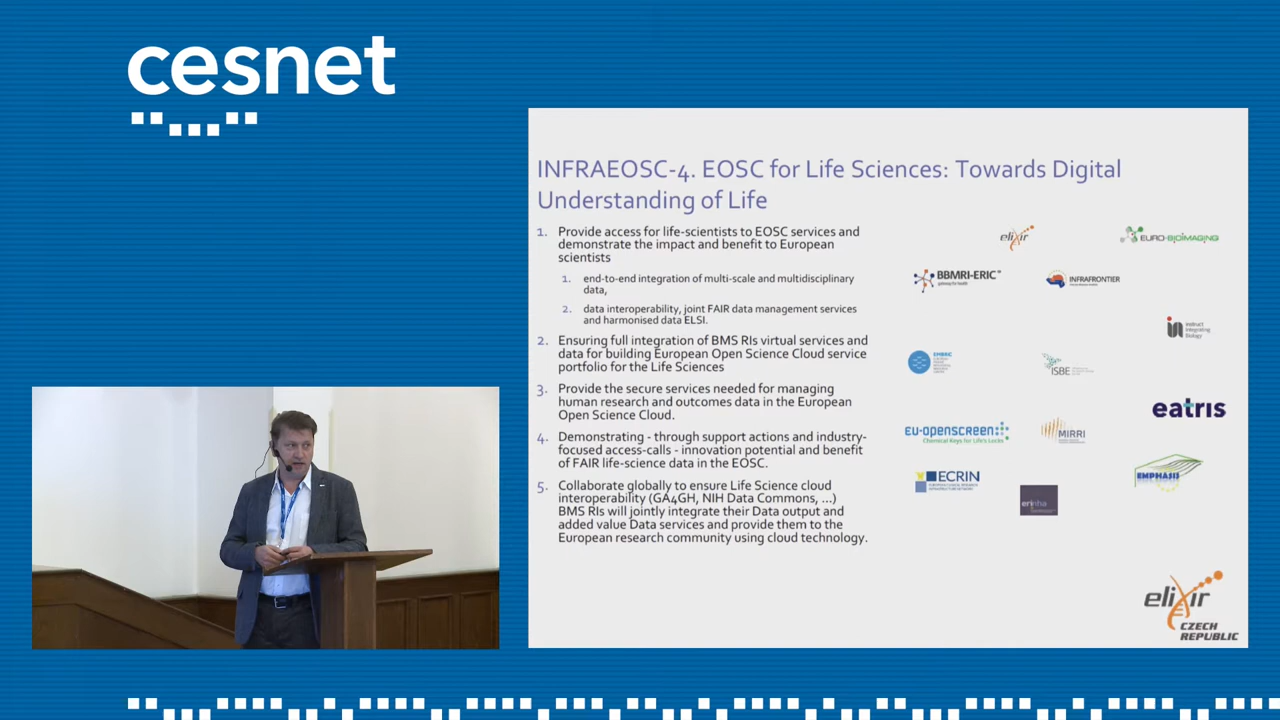 cesnet
INFRAEOSC-4. EOSC for Life Sciences: Towards Digital
Understanding of Life
1. Provide access for life-scientists to EOSC services and
demonstrate the impact and benefit to European
scientists
1. end-to-end integration of multi-scale and multidisciplinary
data,
2. data interoperability, joint FAIR data management services
and harmonised data ELSI.
2. Ensuring full integration of BMS RIs virtual services and
data for building European Open Science Cloud service
portfolio for the Life Sciences
3. Provide the secure services needed for managing
human research and outcomes data in the European
Open Science Cloud.
4. Demonstrating - through support actions and industry-
focused access-calls - innovation potential and benefit
of FAIR life-science data in the EOSC.
5. Collaborate globally to ensure Life Science cloud
interoperability (GA4GH, NIH Data Commons, ...)
BMS RIs will jointly integrate their Data output and
added value Data services and provide them to the
European research community using cloud technology.
elixir
EURO-BIOIMAGING
BBMRI-ERIC
gateway for health
INFRAFRONTIER
instruct
integrating
biology
EMBRIC
ISBE
eatris
EU-OPENSCREEN
Chemical Keys for Life's Locks
MIRRI
ECRIN
EMPHASIS
erinha
elixir
CZECH
REPUBLIC